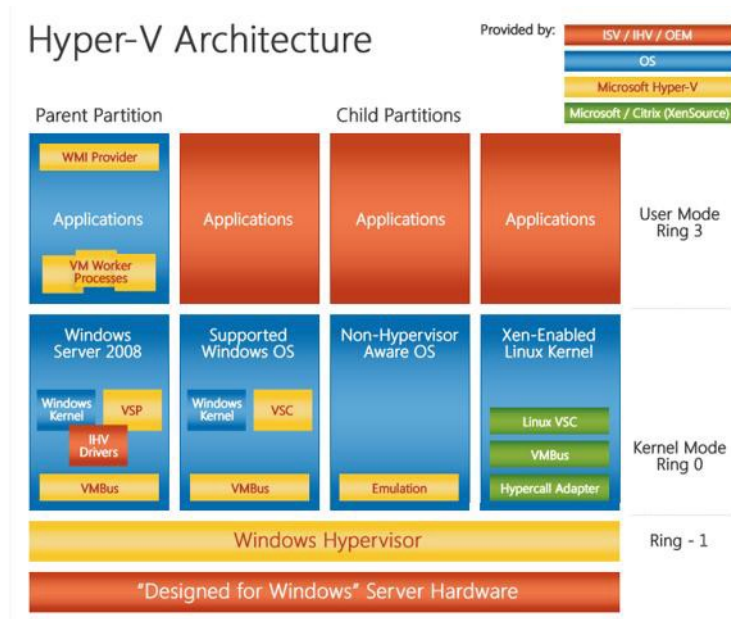 Hyper-V Architecture
Provided by:
ISV / IHV / OEM
OS
Microsoft Hyper-V
Microsoft / Citrix (XenSource)
Parent Partition
Child Partitions
WMI Provider
Applications
VM Worker
Processes
Applications
Applications
Applications
User Mode
Ring 3
Windows
Server 2008
Windows
Kernel
VSP
IHV
Drivers
VMBus
Supported
Windows OS
Windows
Kernel
VSC
VMBus
Non-Hypervisor
Aware OS
Emulation
Xen-Enabled
Linux Kernel
Linux VSC
VMBus
Hypercall Adapter
Kernel Mode
Ring 0
Windows Hypervisor
Ring - 1
"Designed for Windows" Server Hardware